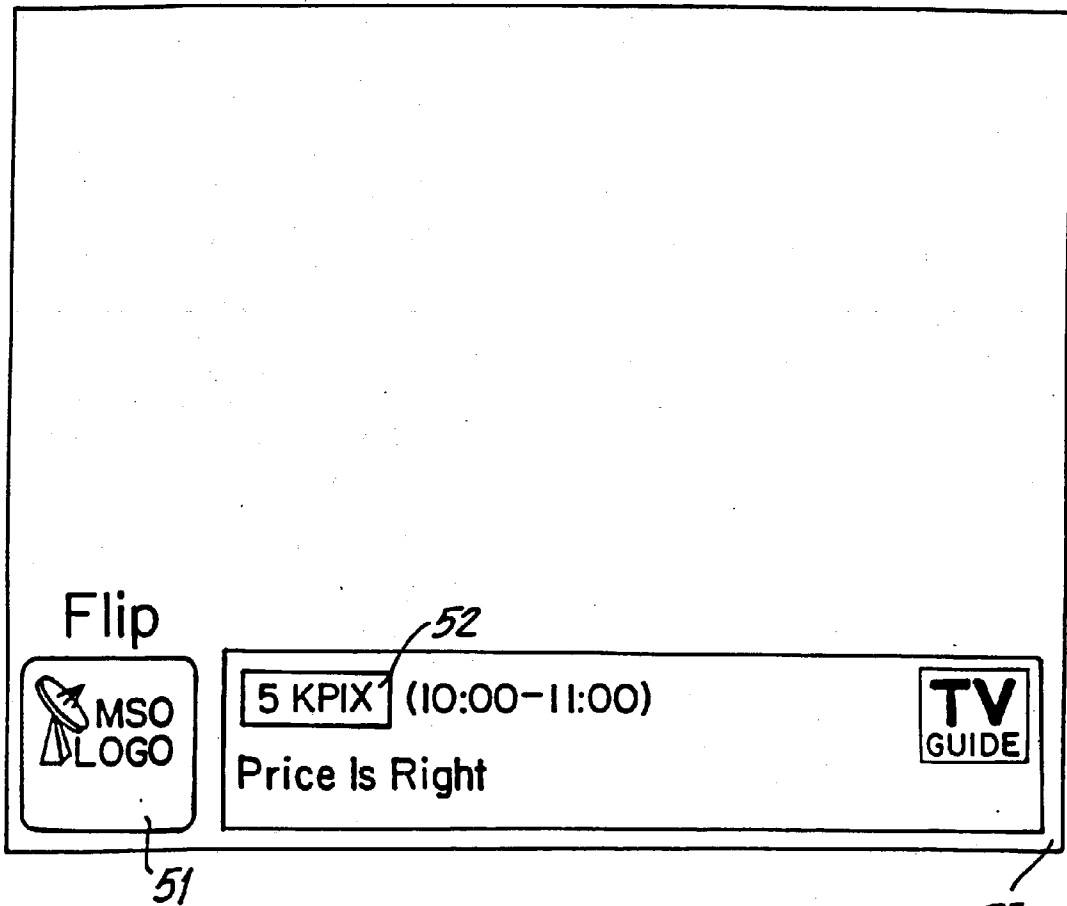 Flip
52
MSO
LOGO
5 KPIX (10:00-11:00)
TV
GUIDE
Price Is Right
51